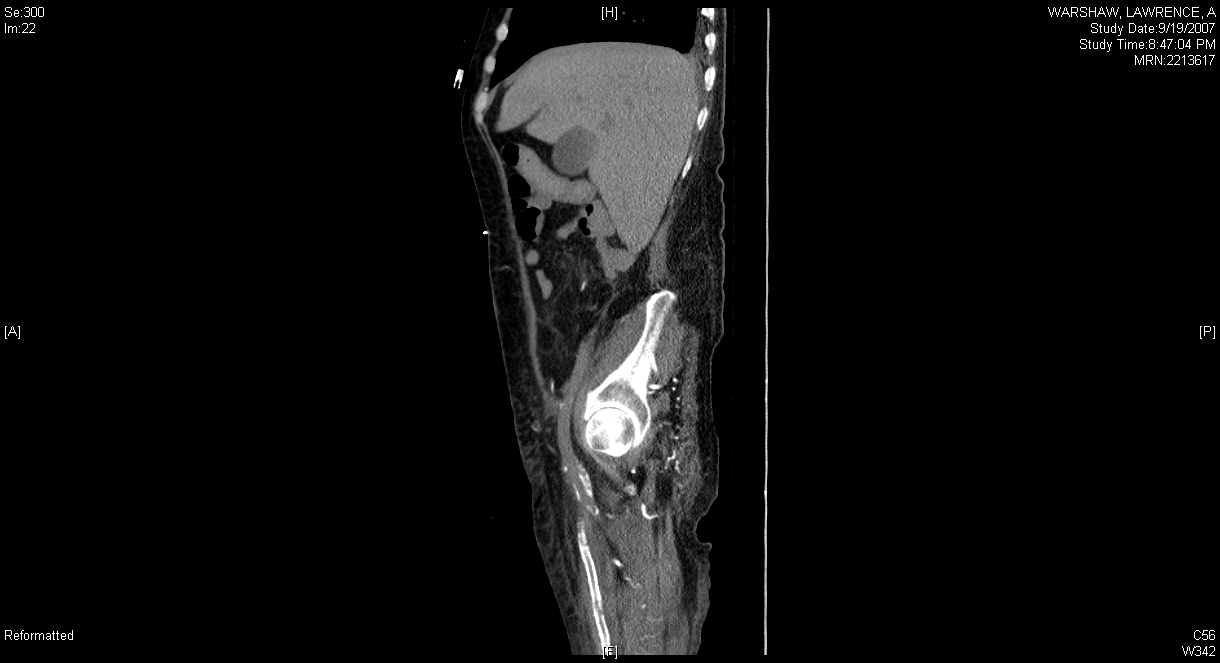 Se:300
Im:22
[H]
WARSHAW, LAWRENCE, A
Study Date:9/19/2007
Study Time:8:47:04 PM
MRN:2213617
[A]
[P]
Reformatted
[F]
C56
W342